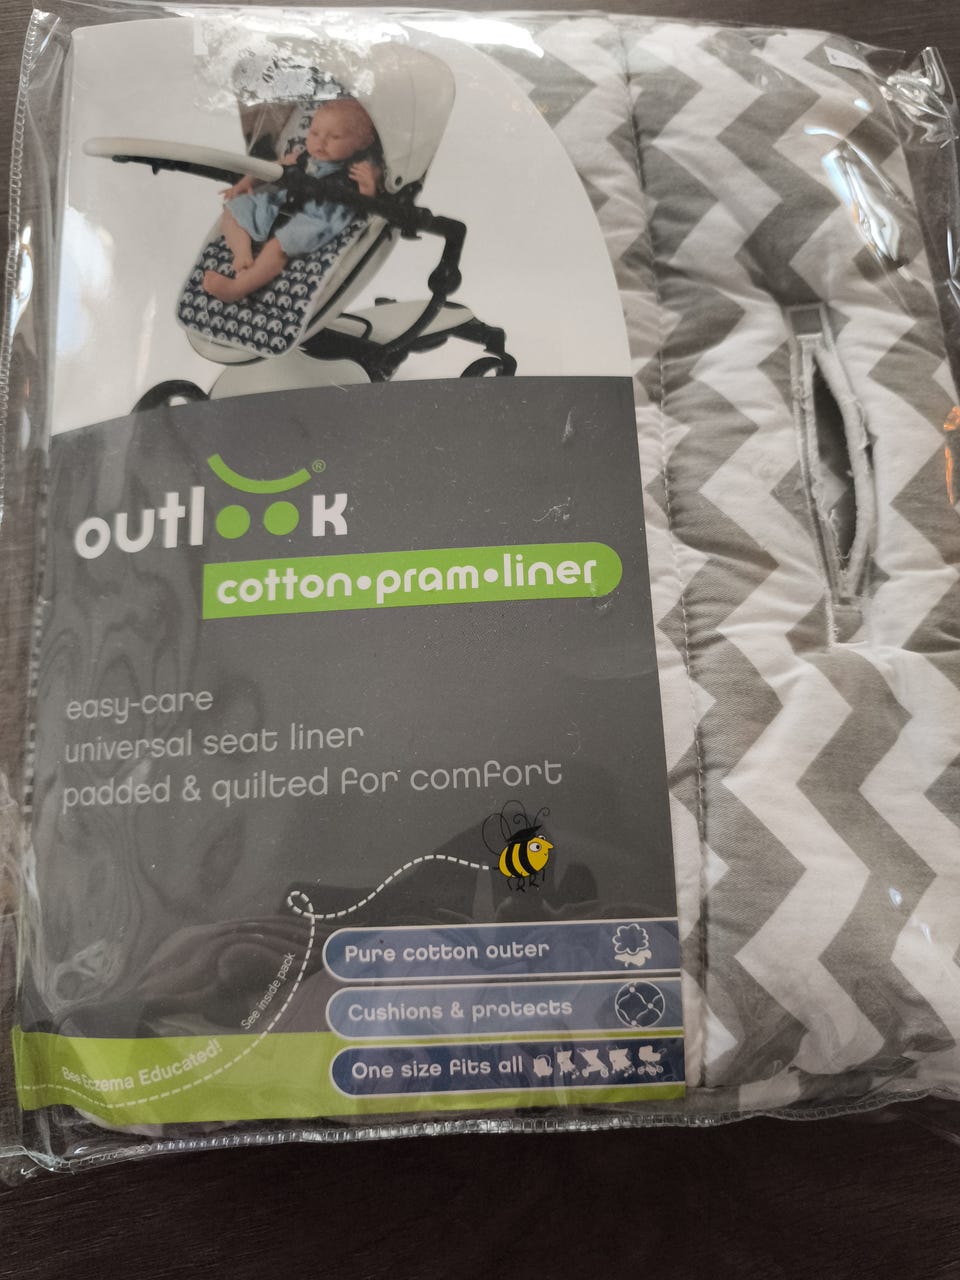 outlook®
cotton•pram•liner
easy-care
universal seat liner
padded & quilted for comfort
Pure cotton outer
See inside pack
Cushions & protects
Bee Eczema Educated!
One size fits all